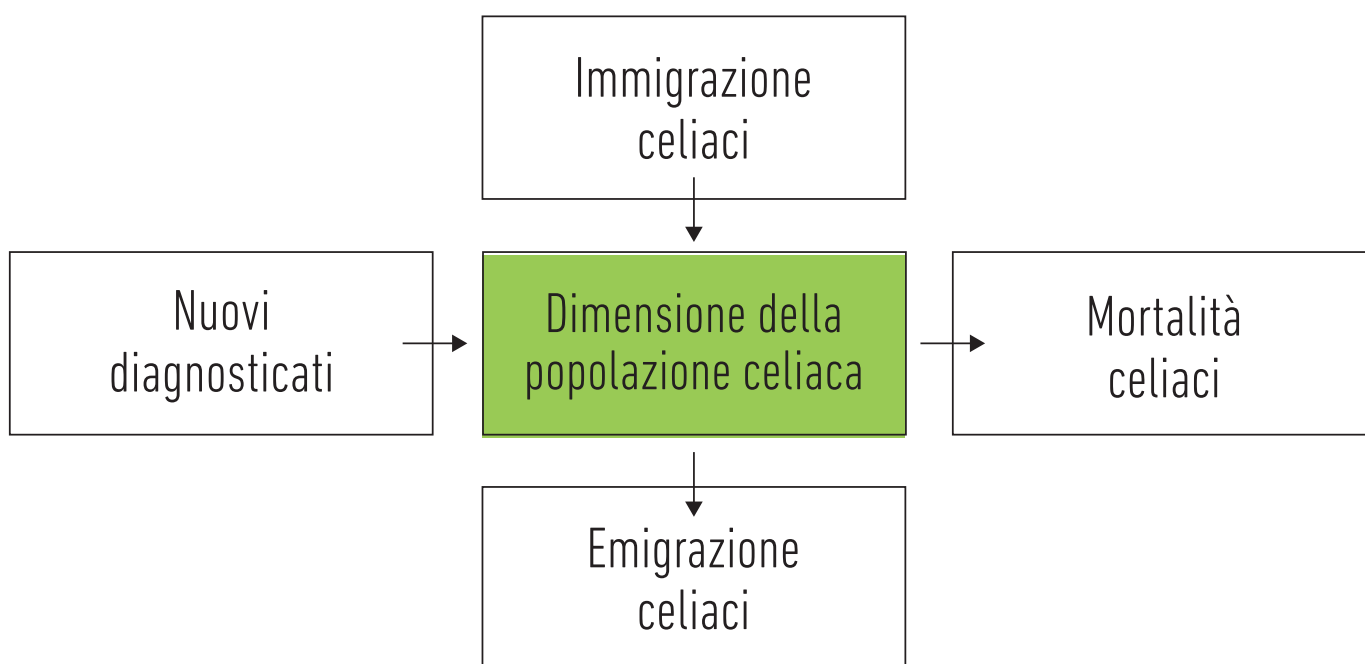 Immigrazione
celiaci
Nuovi
diagnosticati
Dimensione della
popolazione celiaca
Mortalità
celiaci
Emigrazione
celiaci